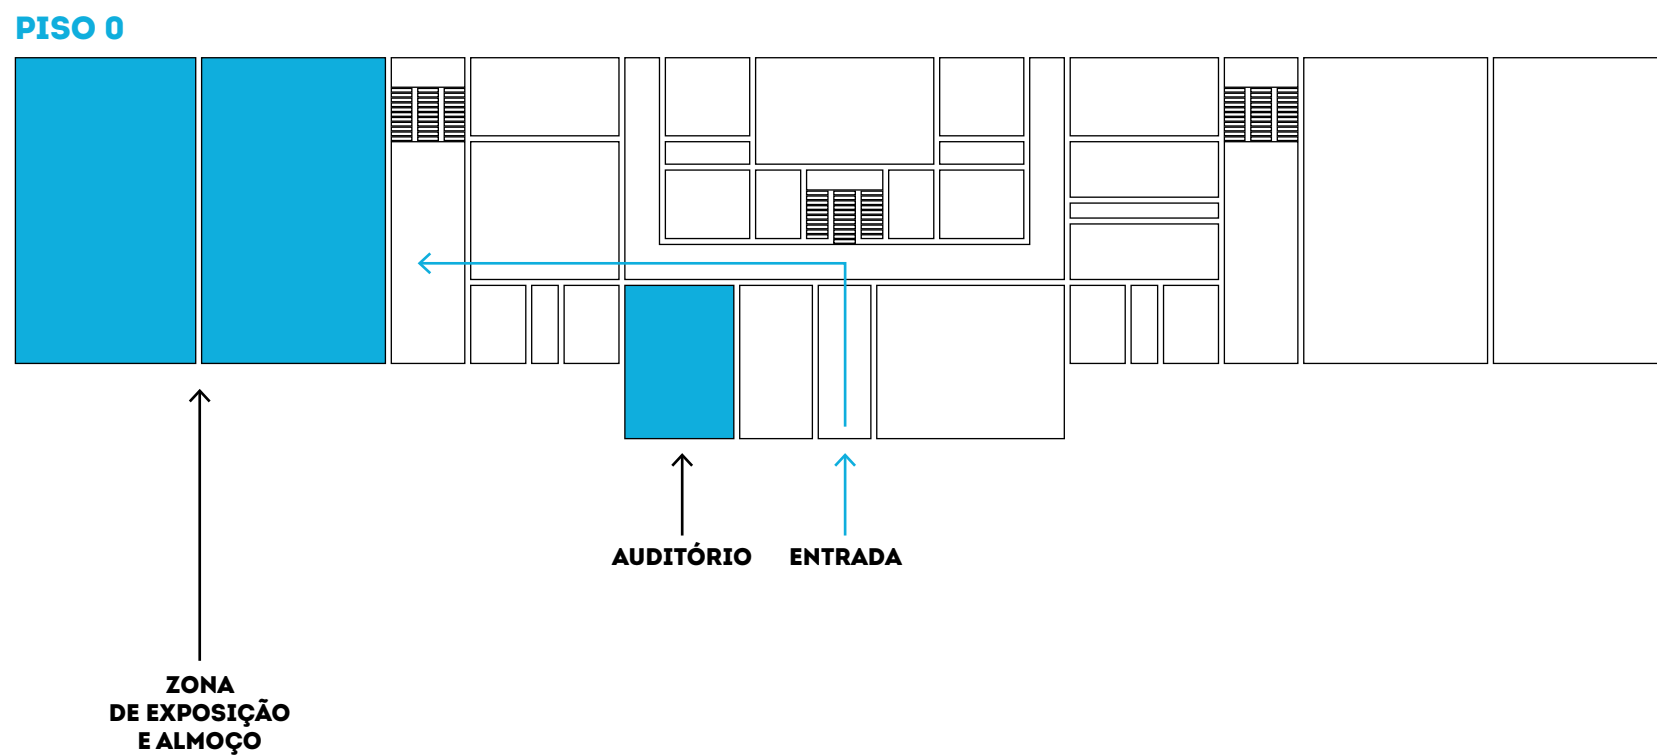 PISO 0
AUDITÓRIO
ENTRADA
ZONA
DE EXPOSIÇÃO
E ALMOÇO